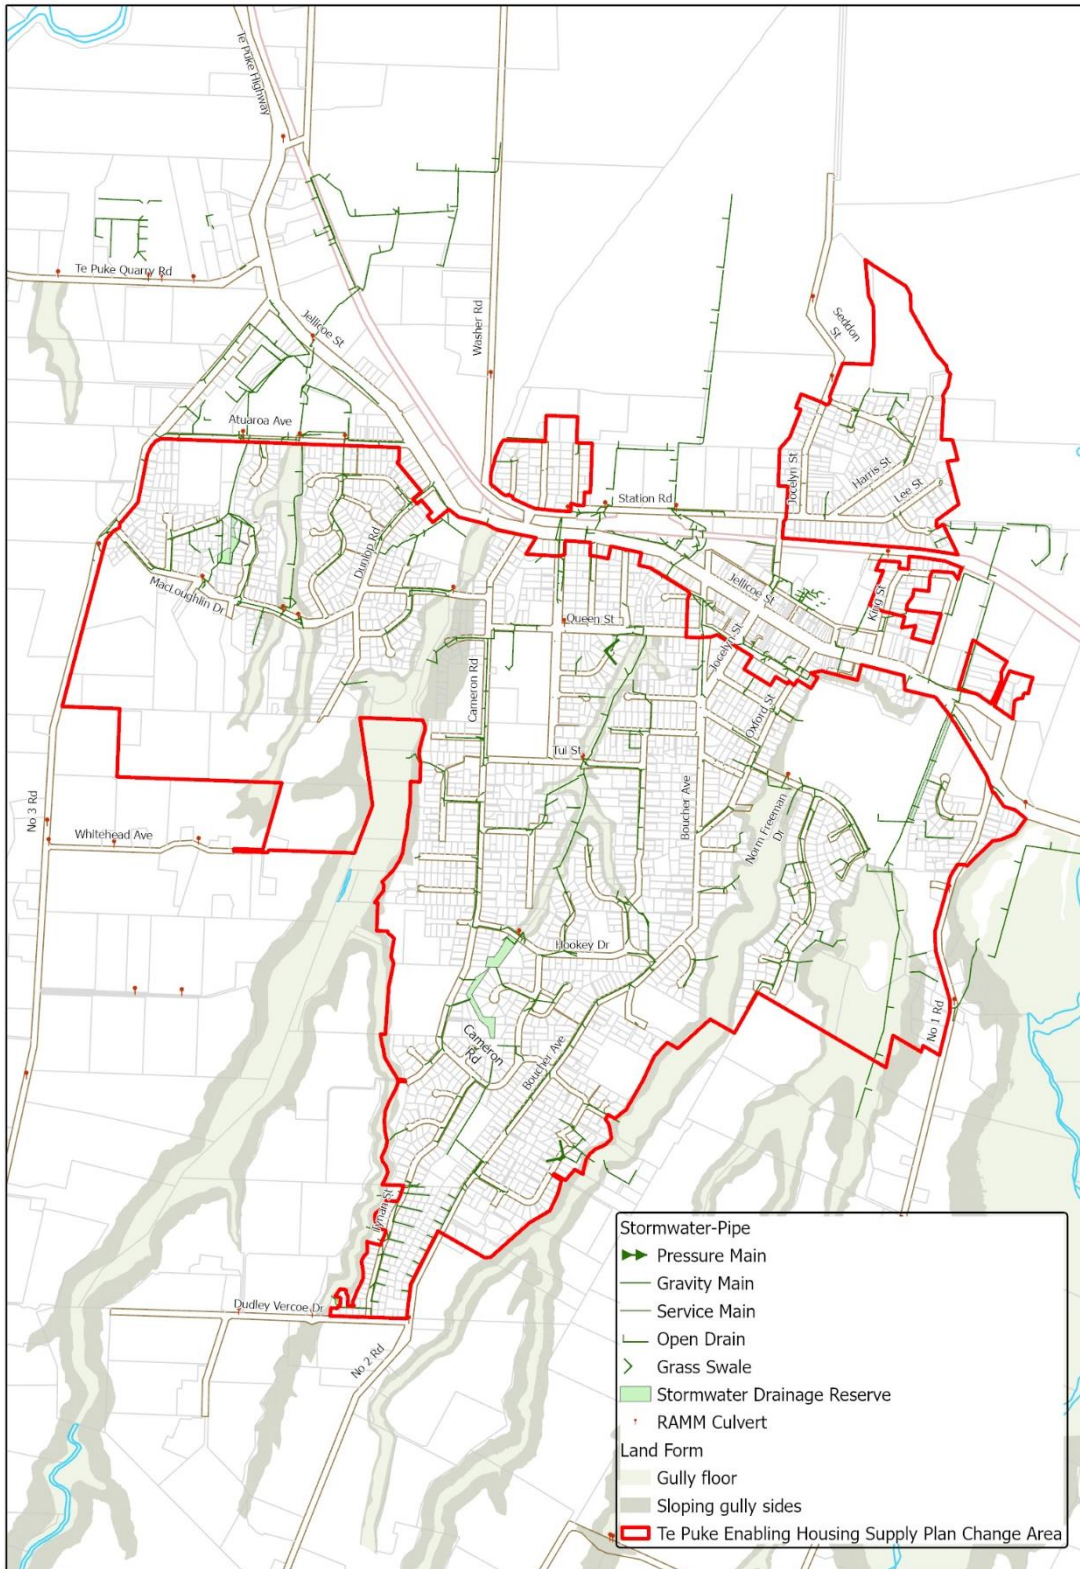 Te Puke Highway
Te Puke Quarry Rd
Jellicoe St
Washer Rd
Seddon St
Atuaroa Ave
Jocelyn St
Harris St
Lee St
Station Rd
Dunlop Rd
MacLoughlin Dr
Jellicoe St
King St
Queen St
Jocelyn St
Cameron Rd
Oxford St
Tui St
No 3 Rd
Whitehead Ave
Boucher Ave
Norm Freeman Dr
Hookey Dr
No 1 Rd
Cameron Rd
Boucher Ave
Tynan St
Dudley Vercoe Dr
No 2 Rd
Stormwater-Pipe
Pressure Main
Gravity Main
Service Main
Open Drain
Grass Swale
Stormwater Drainage Reserve
RAMM Culvert
Land Form
Gully floor
Sloping gully sides
Te Puke Enabling Housing Supply Plan Change Area